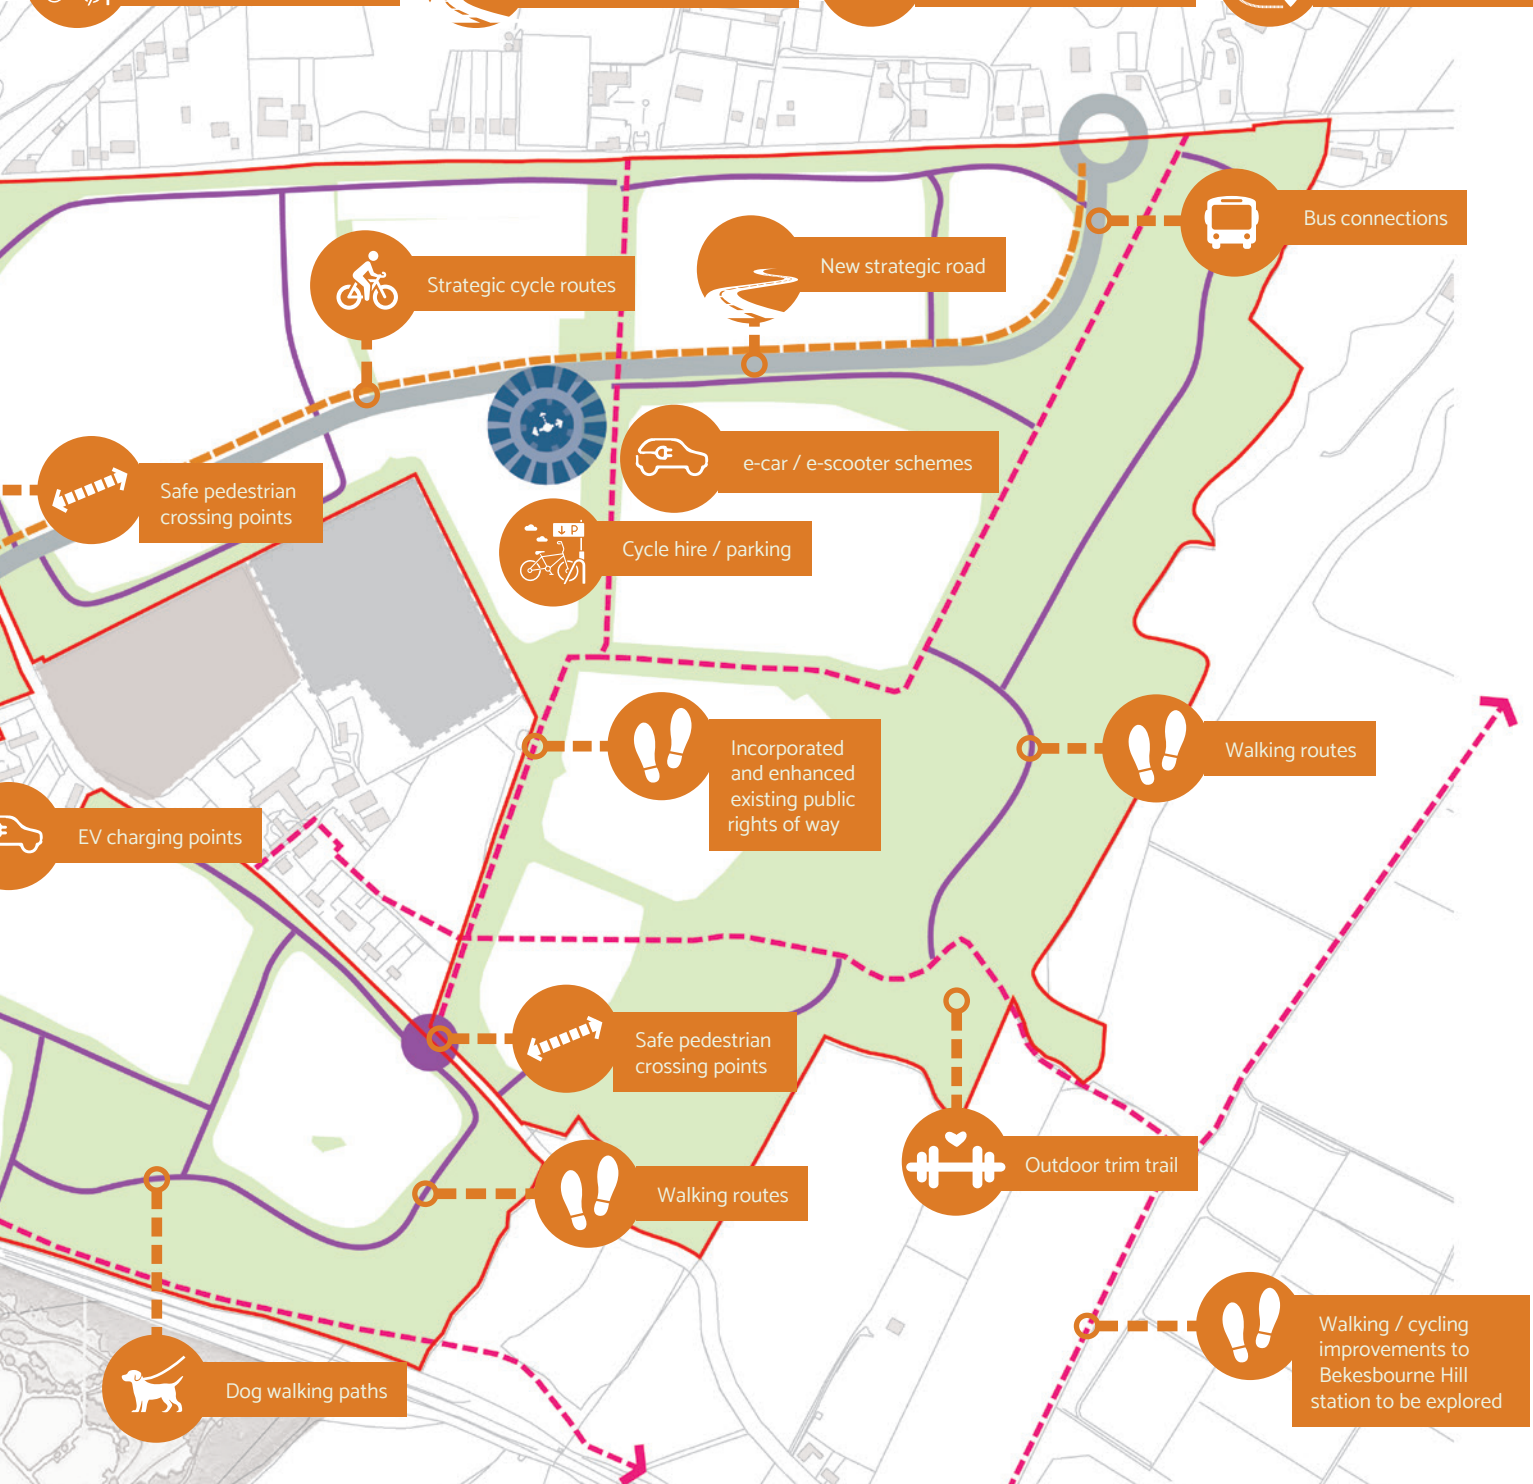 Bus connections
New strategic road
Strategic cycle routes
e-car / e-scooter schemes
Safe pedestrian
crossing points
P
Cycle hire / parking
Incorporated
and enhanced
existing public
rights of way
Walking routes
EV charging points
Safe pedestrian
crossing points
Outdoor trim trail
Walking routes
Walking / cycling
improvements to
Bekesbourne Hill
station to be explored
Dog walking paths